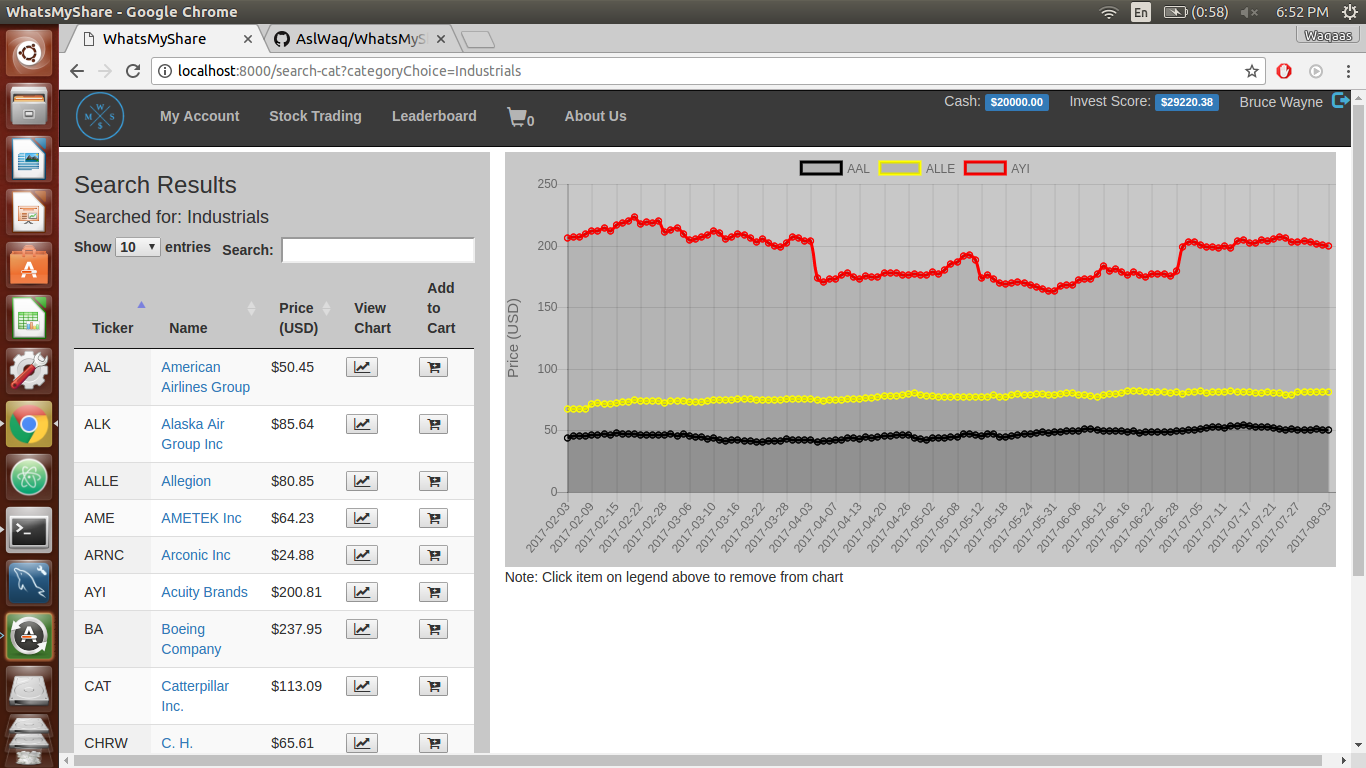 WhatsMyShare - Google Chrome
En
(0:58)
6:52 PM
WhatsMyShare
AslWaq/WhatsMyS
Waqaas
localhost:8000/search-cat?categoryChoice=Industrials
W
M S
$
My Account
Stock Trading
Leaderboard
0
About Us
Cash: $20000.00
Invest Score: $29220.38
Bruce Wayne
Search Results
Searched for: Industrials
Show 10 entries
Search:
Ticker
Name
Price (USD)
View Chart
Add to Cart
AAL American Airlines Group $50.45
ALK Alaska Air Group Inc $85.64
ALLE Allegion $80.85
AME AMETEK Inc $64.23
ARNC Arconic Inc $24.88
AYI Acuity Brands $200.81
BA Boeing Company $237.95
CAT Catterpillar Inc. $113.09
CHRW C. H. $65.61
AAL
ALLE
AYI
Price (USD)
250
200
150
100
50
0
2017-02-03
2017-02-09
2017-02-15
2017-02-22
2017-02-28
2017-03-06
2017-03-10
2017-03-16
2017-03-22
2017-03-28
2017-04-03
2017-04-07
2017-04-13
2017-04-20
2017-04-26
2017-05-02
2017-05-08
2017-05-12
2017-05-18
2017-05-24
2017-05-31
2017-06-06
2017-06-12
2017-06-16
2017-06-22
2017-06-28
2017-07-05
2017-07-11
2017-07-17
2017-07-21
2017-07-27
2017-08-03
Note: Click item on legend above to remove from chart